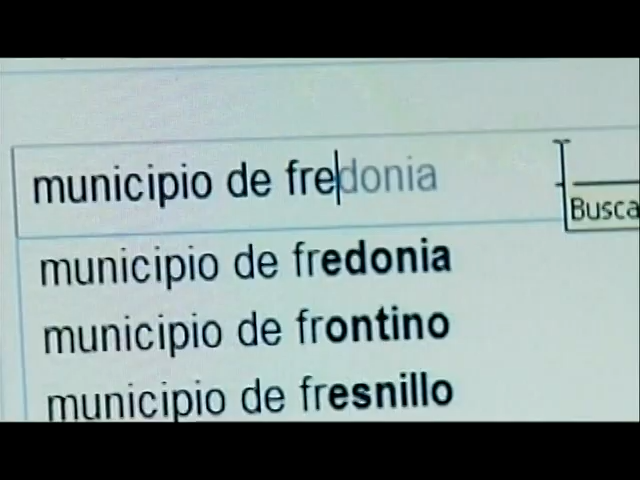 municipio de fredonia
Busca
municipio de fredonia
municipio de frontino
municipio de fresnillo